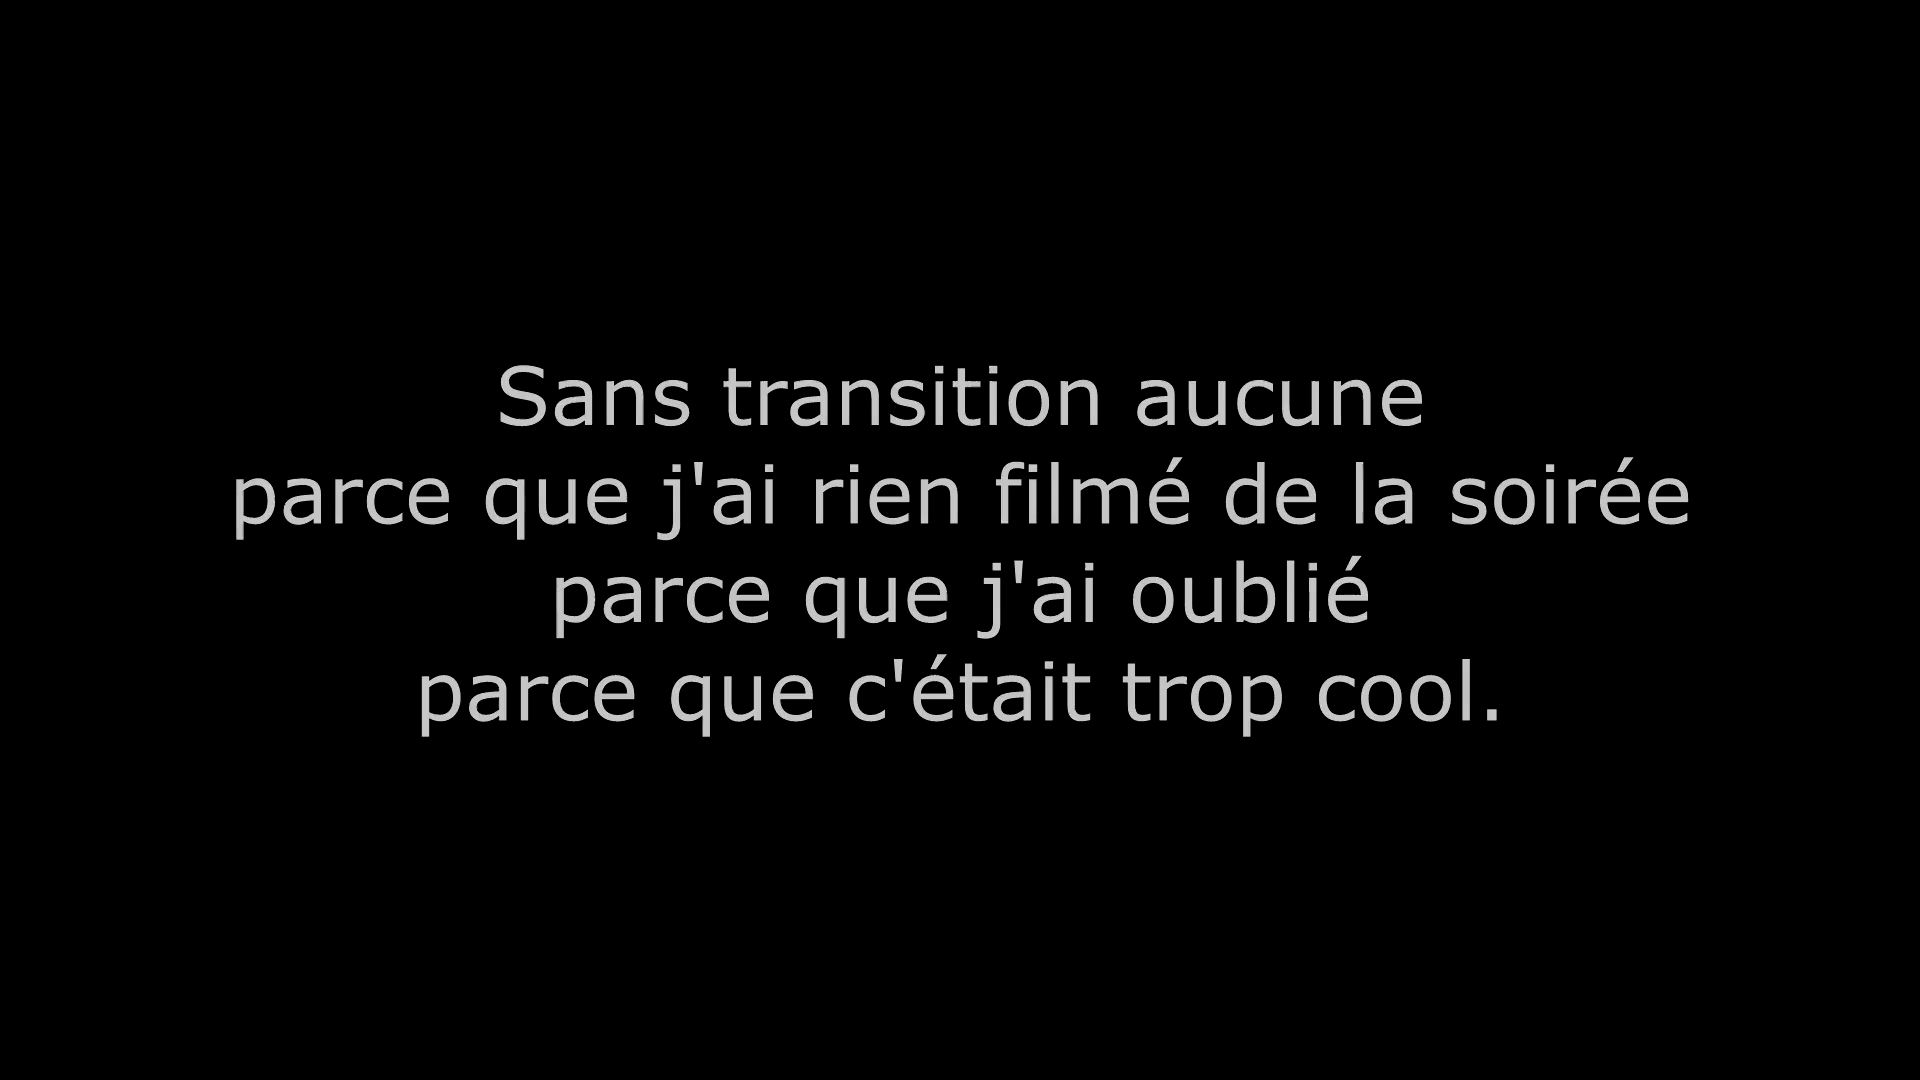 Sans transition aucune
parce que j'ai rien filmé de la soirée
parce que j'ai oublié
parce que c'était trop cool.